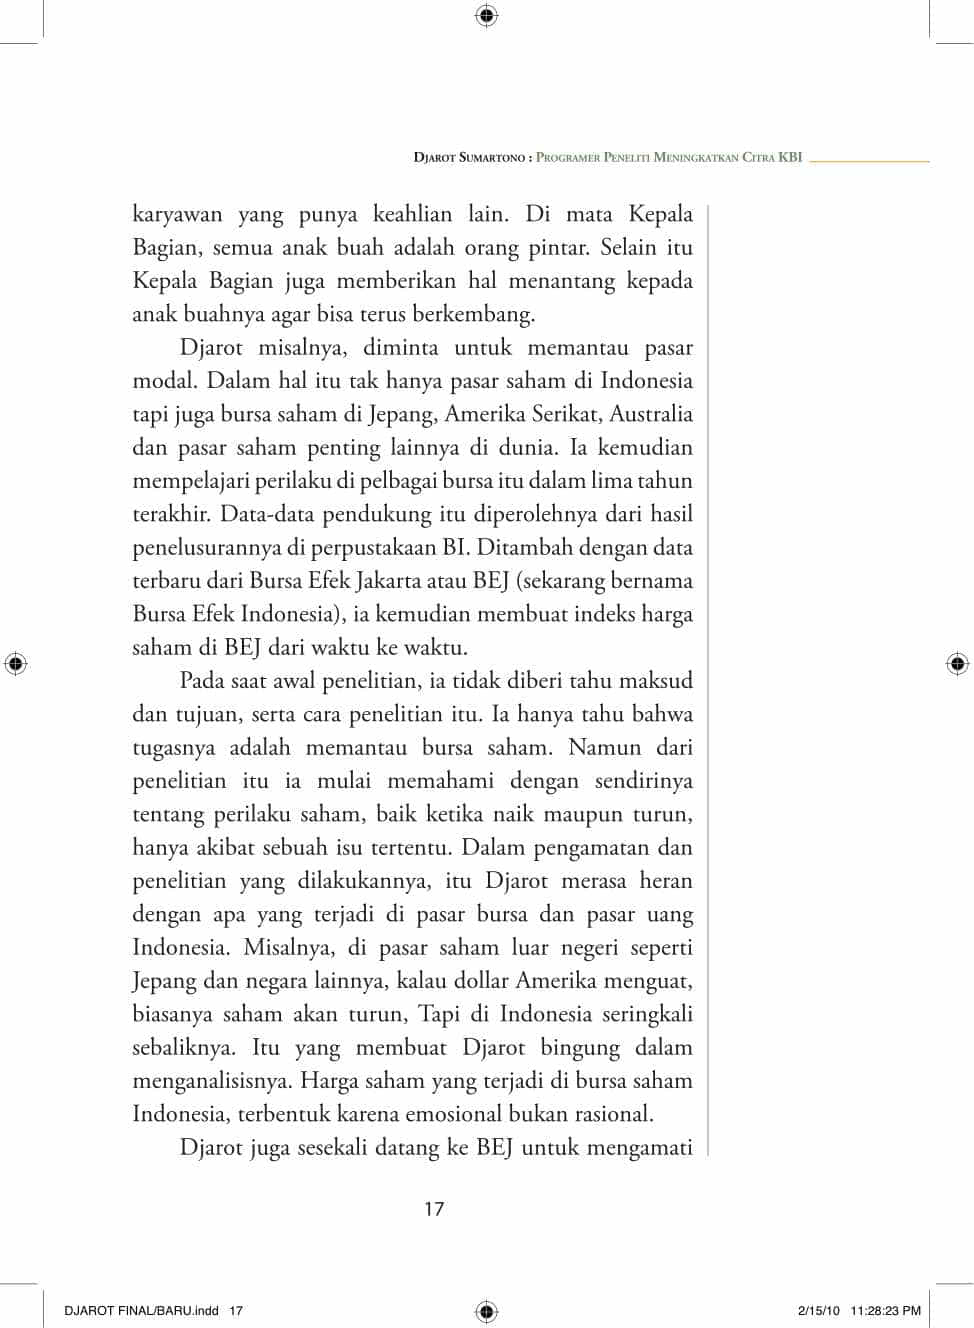 Djarot Sumartono : Programer Peneliti Meningkatkan Citra KBI
karyawan yang punya keahlian lain. Di mata Kepala
Bagian, semua anak buah adalah orang pintar. Selain itu
Kepala Bagian juga memberikan hal menantang kepada
anak buahnya agar bisa terus berkembang.
Djarot misalnya, diminta untuk memantau pasar
modal. Dalam hal itu tak hanya pasar saham di Indonesia
tapi juga bursa saham di Jepang, Amerika Serikat, Australia
dan pasar saham penting lainnya di dunia. Ia kemudian
mempelajari perilaku di pelbagai bursa itu dalam lima tahun
terakhir. Data-data pendukung itu diperolehnya dari hasil
penelusurannya di perpustakaan BI. Ditambah dengan data
terbaru dari Bursa Efek Jakarta atau BEJ (sekarang bernama
Bursa Efek Indonesia), ia kemudian membuat indeks harga
saham di BEJ dari waktu ke waktu.
Pada saat awal penelitian, ia tidak diberi tahu maksud
dan tujuan, serta cara penelitian itu. Ia hanya tahu bahwa
tugasnya adalah memantau bursa saham. Namun dari
penelitian itu ia mulai memahami dengan sendirinya
tentang perilaku saham, baik ketika naik maupun turun,
hanya akibat sebuah isu tertentu. Dalam pengamatan dan
penelitian yang dilakukannya, itu Djarot merasa heran
dengan apa yang terjadi di pasar bursa dan pasar uang
Indonesia. Misalnya, di pasar saham luar negeri seperti
Jepang dan negara lainnya, kalau dollar Amerika menguat,
biasanya saham akan turun, Tapi di Indonesia seringkali
sebaliknya. Itu yang membuat Djarot bingung dalam
menganalisisnya. Harga saham yang terjadi di bursa saham
Indonesia, terbentuk karena emosional bukan rasional.
Djarot juga sesekali datang ke BEJ untuk mengamati
17
DJAROT FINAL/BARU.indd 17
2/15/10 11:28:23 PM